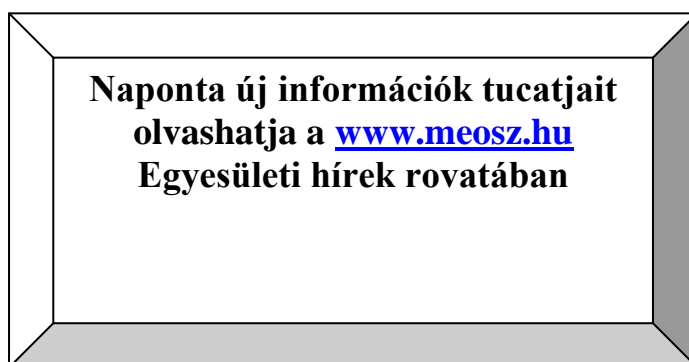 Naponta új információk tucatjait
olvashatja a www.meosz.hu
Egyesületi hírek rovatában